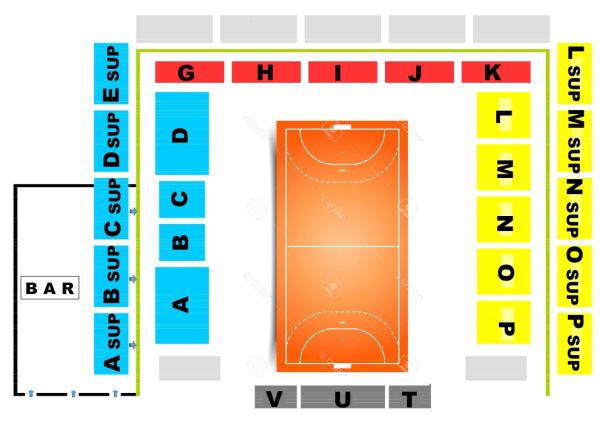 G H I J K
E SUP
D SUP
C SUP
B SUP
A SUP
D
C
B
A
BAR
L
M
N
O
P
L SUP
M SUP
N SUP
O SUP
P SUP
V U T